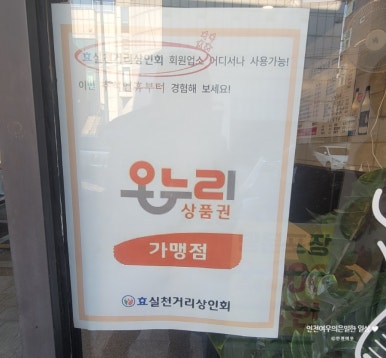 효실천거리상인회 회원업소 어디서나 사용가능!
이번 부터 경험해 보세요!
온누리
상품권
가맹점
효실천거리상인회
장